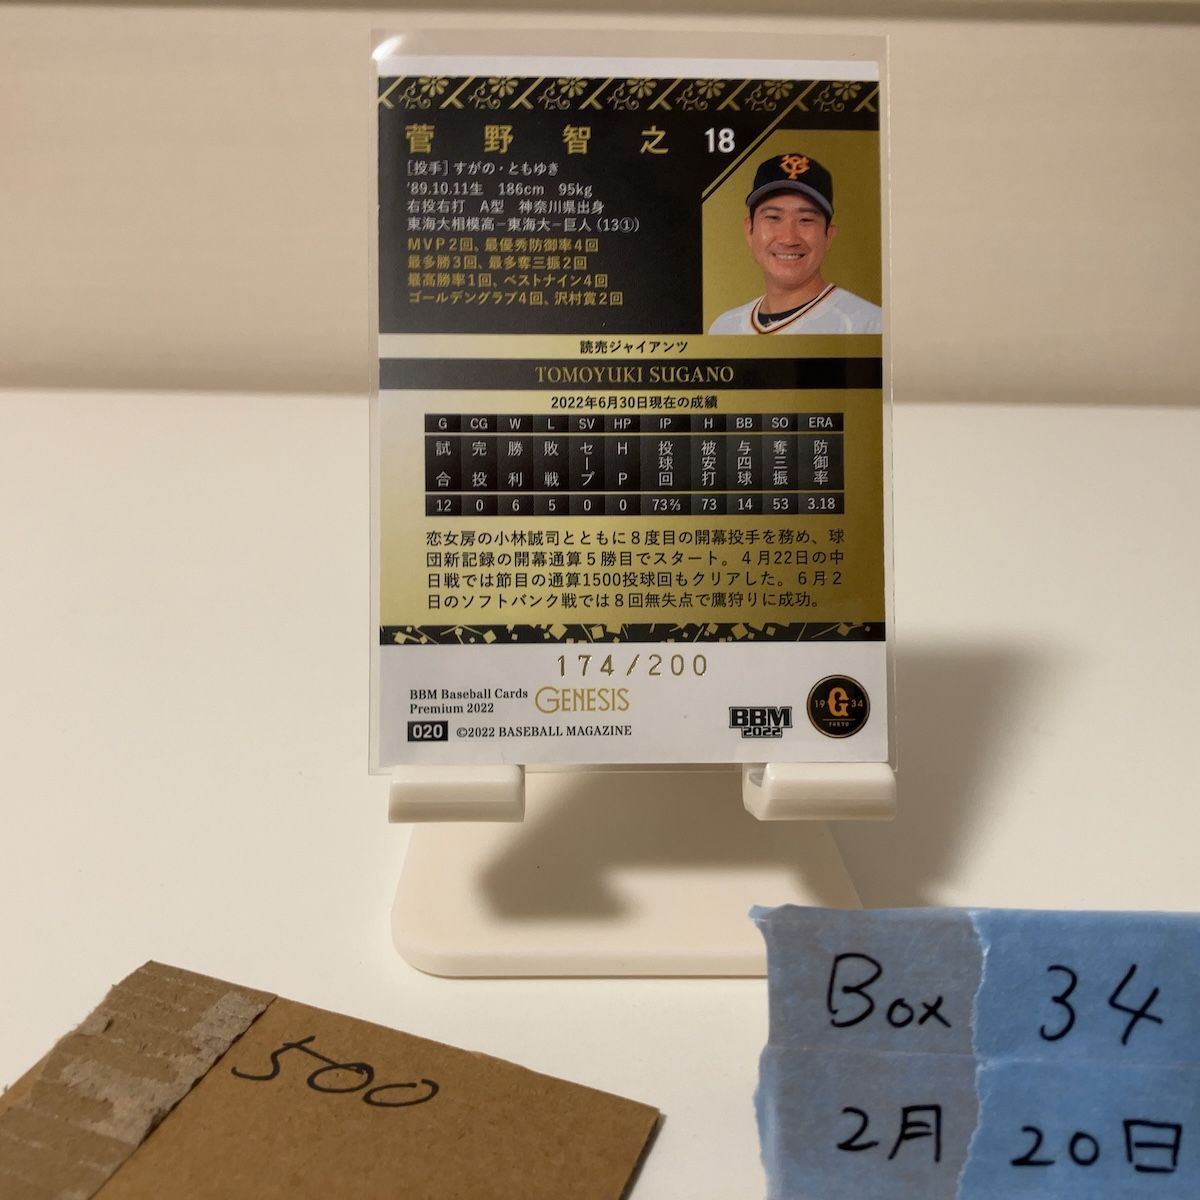 菅野智之 18
[投手] すがの・ともゆき
'89.10.11生 186cm 95kg
右投右打 A型 神奈川県出身
東海大相模高−東海大−巨人 (13①)
MVP2回、最優秀防御率4回
最多勝3回、最多奪三振2回
最高勝率1回、ベストナイン4回
ゴールデングラブ4回、沢村賞2回
読売ジャイアンツ
TOMOYUKI SUGANO
2022年6月30日現在の成績
G CG W L SV HP IP H BB SO ERA
試合 完投 勝利 敗戦 セーブ HP 投球回 被安打 与四球 奪三振 防御率
12 0 6 5 0 0 73⅔ 73 14 53 3.18
恋女房の小林誠司とともに8度目の開幕投手を務め、球
団新記録の開幕通算5勝目でスタート。4月22日の中
日戦では節目の通算1500投球回もクリアした。6月2
日のソフトバンク戦では8回無失点で鷹狩りに成功。
174/200
BBM Baseball Cards
Premium 2022
GENESIS
020 ©2022 BASEBALL MAGAZINE
BBM
2022
19 G 34
TOKYO
500
Box 34
2月 20日